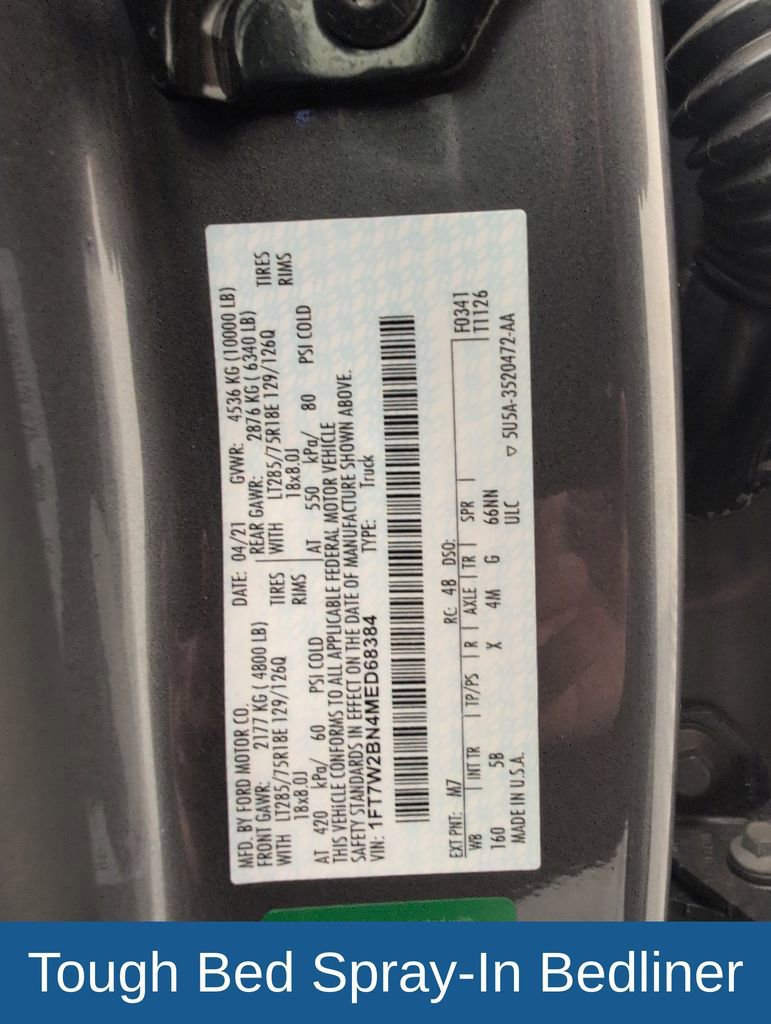 MFD. BY FORD MOTOR CO.
DATE: 04/21 GVWR: 4536 KG (10000 LB)
FRONT GAWR: 2177 KG ( 4800 LB)
REAR GAWR: 2876 KG ( 6340 LB)
WITH LT285/75R18E 129/126Q TIRES
WITH LT285/75R18E 129/126Q TIRES
18x8.0J RIMS
18x8.0J RIMS
AT 420 kPa/ 60 PSI COLD
AT 550 kPa/ 80 PSI COLD
THIS VEHICLE CONFORMS TO ALL APPLICABLE FEDERAL MOTOR VEHICLE
SAFETY STANDARDS IN EFFECT ON THE DATE OF MANUFACTURE SHOWN ABOVE.
VIN: 1FT7W2BN4MED68384 TYPE: Truck
F0341
T1126
EXT PNT: M7 RC: 48 DSO:
WB INT TR TP/PS R AXLE TR SPR
160 5B X 4M G 66NN
MADE IN U.S.A. ULC ▽ 5U5A-3520472-AA
Tough Bed Spray-In Bedliner